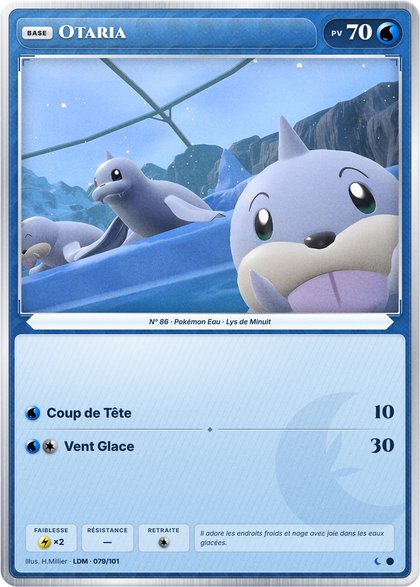 BASE Otaria PV 70
N° 86 · Pokémon Eau · Lys de Minuit
Coup de Tête 10
Vent Glace 30
FAIBLESSE RÉSISTANCE RETRAITE
×2 —
Il adore les endroits froids et nage avec joie dans les eaux
glacées.
Illus. H.Millier · LDM · 079/101